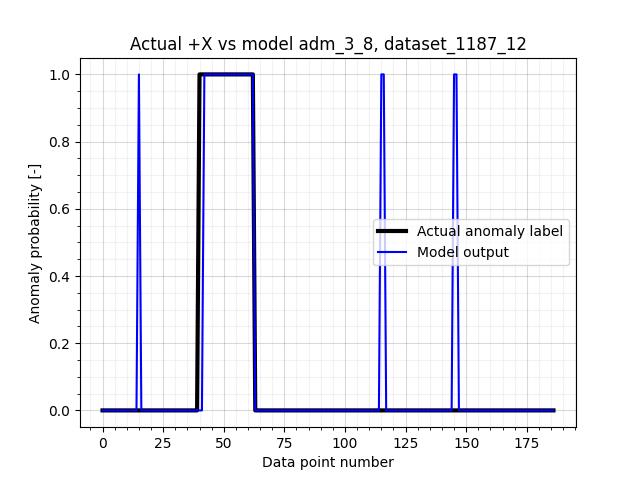 Actual +X vs model adm_3_8, dataset_1187_12
Anomaly probability [-]
1.0
0.8
0.6
0.4
0.2
0.0
Actual anomaly label
Model output
0 25 50 75 100 125 150 175
Data point number